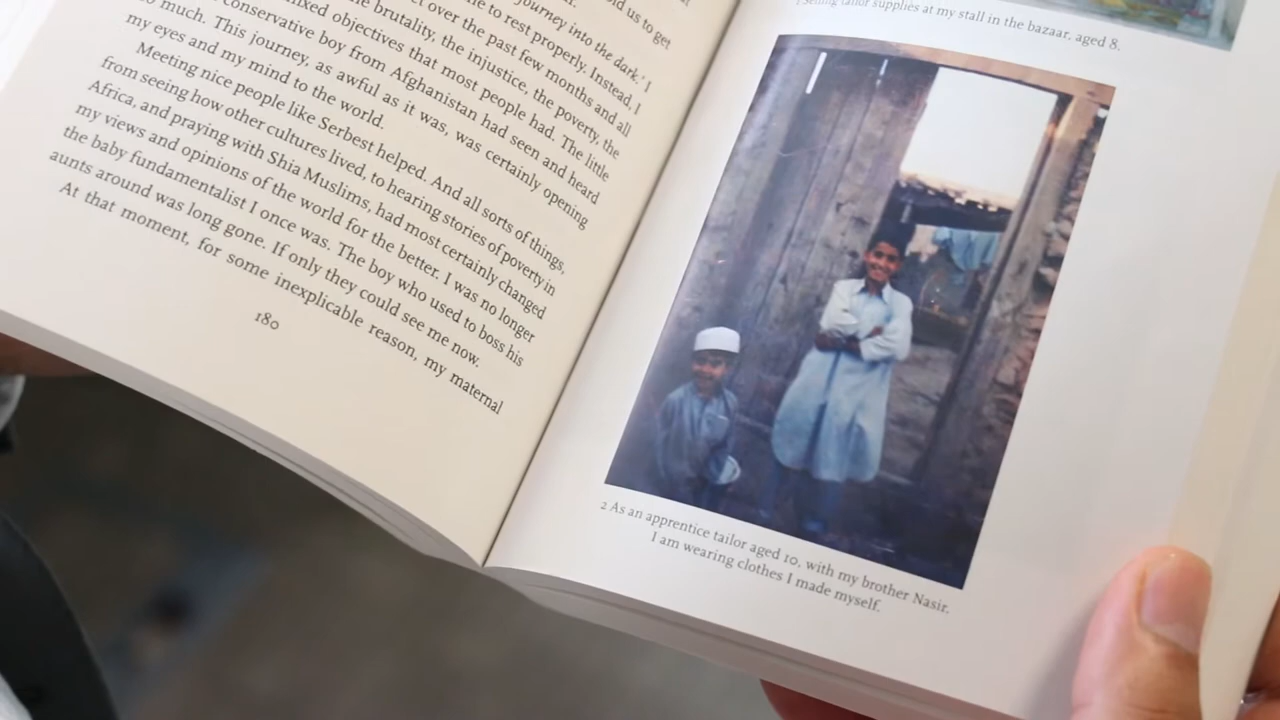 us to get
journey into the dark.' I
to rest properly. Instead, I
over the past few months and all
the brutality, the injustice, the poverty, the
mixed objectives that most people had. The little
conservative boy from Afghanistan had seen and heard
so much. This journey, as awful as it was, was certainly opening
my eyes and my mind to the world.
Meeting nice people like Serbest helped. And all sorts of things,
from seeing how other cultures lived, to hearing stories of poverty in
Africa, and praying with Shia Muslims, had most certainly changed
my views and opinions of the world for the better. I was no longer
the baby fundamentalist I once was. The boy who used to boss his
aunts around was long gone. If only they could see me now.
At that moment, for some inexplicable reason, my maternal
180
1 Selling tailor supplies at my stall in the bazaar, aged 8.
2 As an apprentice tailor aged 10, with my brother Nasir.
I am wearing clothes I made myself.